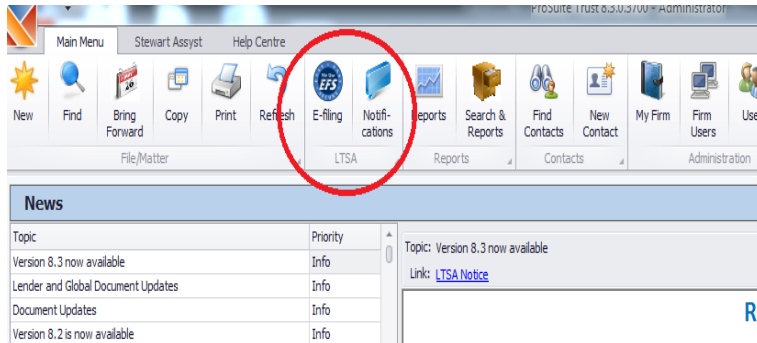 ProSuite Trust 8.3.0.3700 - Administrator
Main Menu Stewart Assyst Help Centre
New Find Bring Forward Copy Print Refresh E-filing Notifi-cations Reports Search & Reports Find Contacts New Contact My Firm Firm Users Use
EFS
File/Matter LTSA Reports Contacts Administration
News
Topic Priority
Version 8.3 now available Info
Lender and Global Document Updates Info
Document Updates Info
Version 8.2 is now available Info
Topic: Version 8.3 now available
Link: LTSA Notice
R